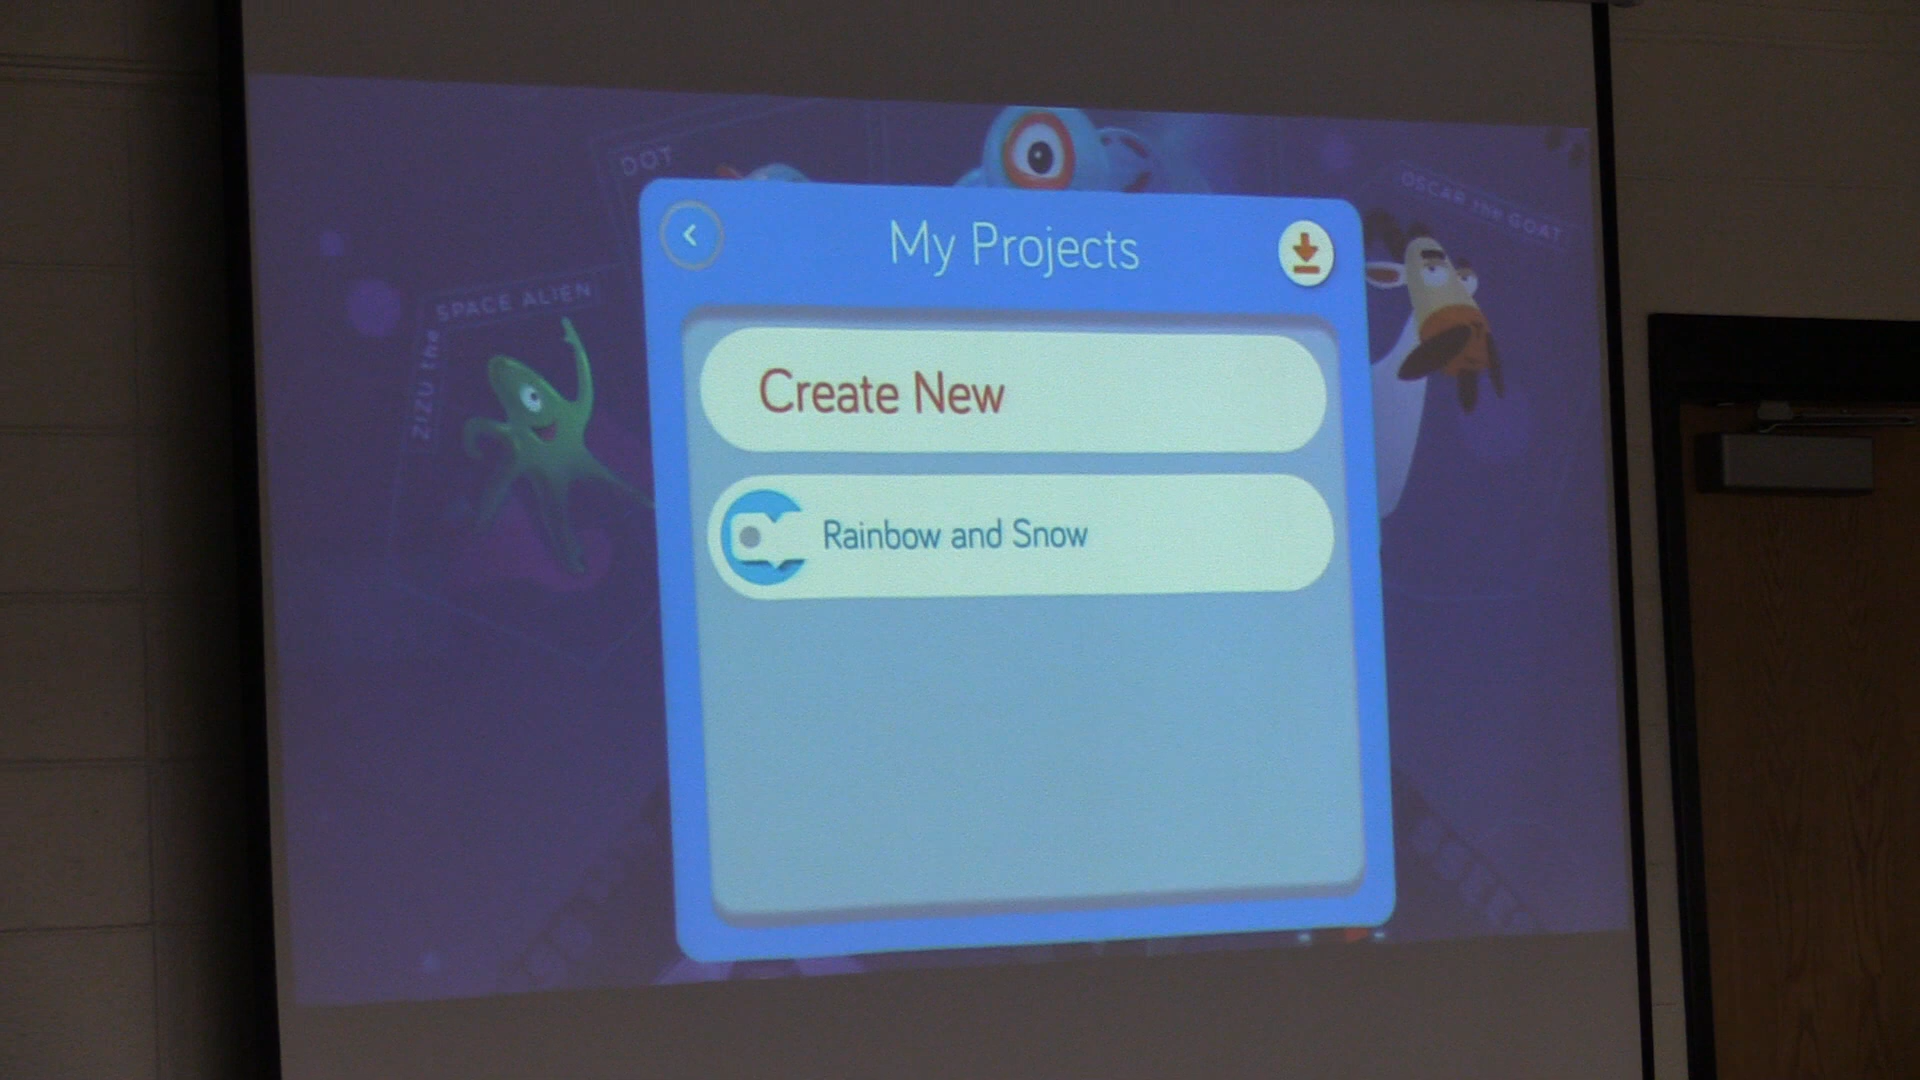 DOT
OSCAR the GOAT
My Projects
SPACE ALIEN
ZIZU the
Create New
Rainbow and Snow